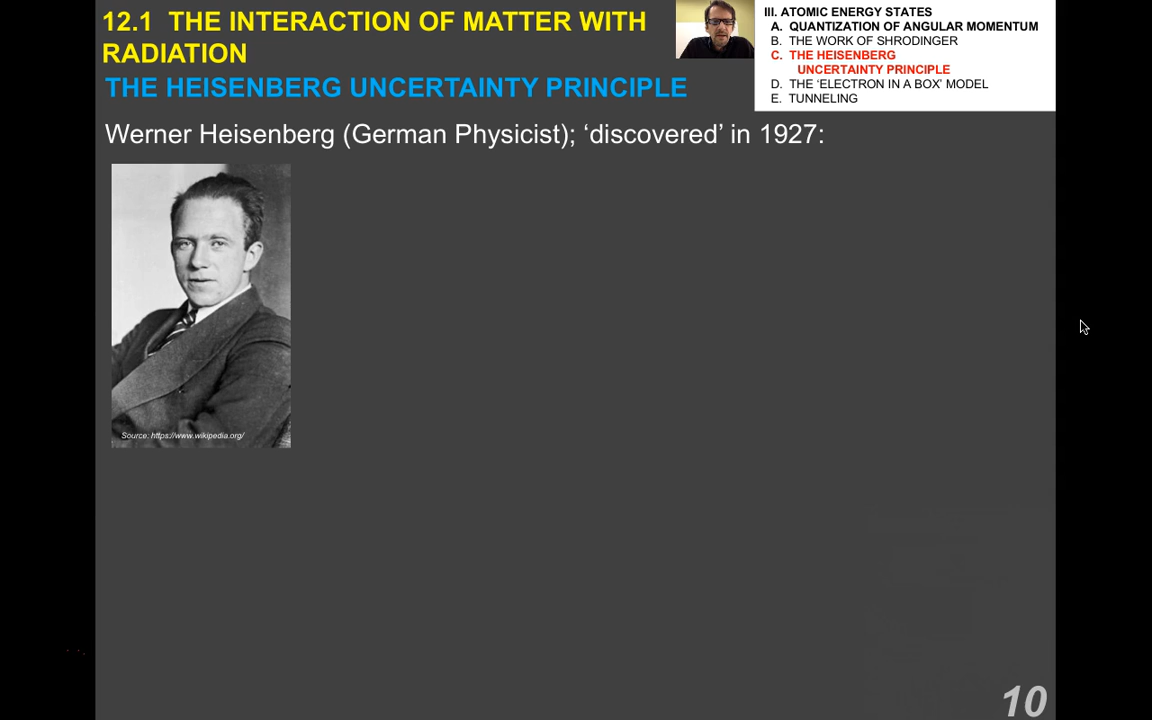 12.1 THE INTERACTION OF MATTER WITH
RADIATION
THE HEISENBERG UNCERTAINTY PRINCIPLE
III. ATOMIC ENERGY STATES
A. QUANTIZATION OF ANGULAR MOMENTUM
B. THE WORK OF SHRODINGER
C. THE HEISENBERG
UNCERTAINTY PRINCIPLE
D. THE ‘ELECTRON IN A BOX’ MODEL
E. TUNNELING
Werner Heisenberg (German Physicist); ‘discovered’ in 1927:
Source: https://www.wikipedia.org/
10